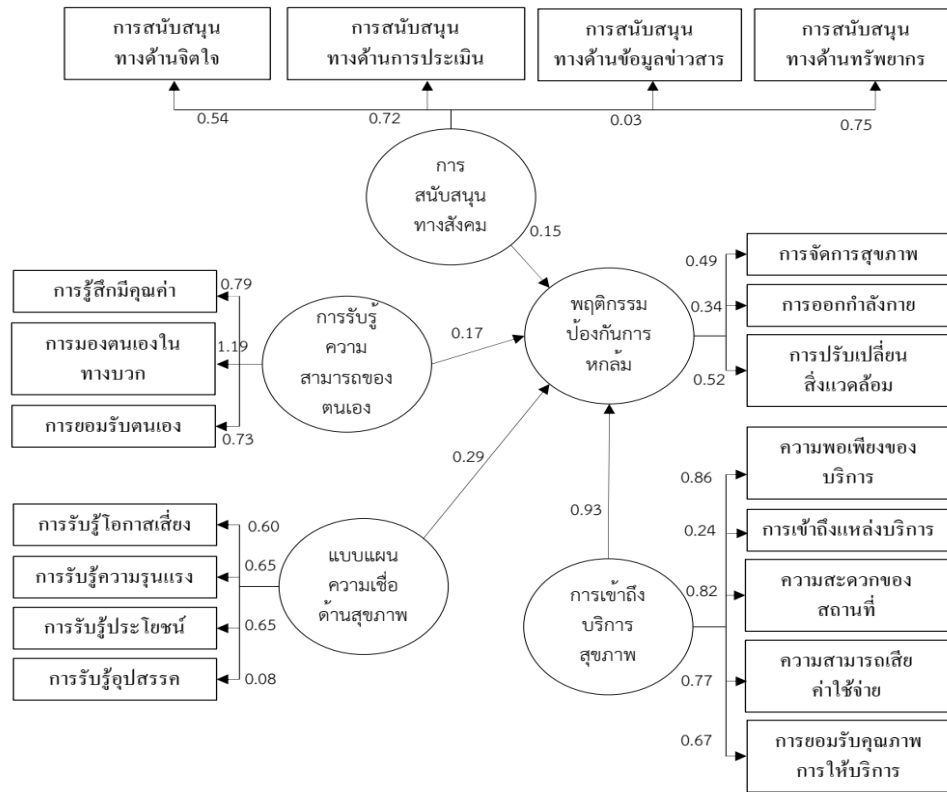 การสนับสนุน
ทางด้านจิตใจ
การสนับสนุน
ทางด้านการประเมิน
การสนับสนุน
ทางด้านข้อมูลข่าวสาร
การสนับสนุน
ทางด้านทรัพยากร
0.54
0.72
0.03
0.75
การ
สนับสนุน
ทางสังคม
0.15
การรู้สึกมีคุณค่า
0.79
การมองตนเองใน
ทางบวก
1.19
การยอมรับตนเอง
0.73
การรับรู้
ความ
สามารถของ
ตนเอง
0.17
พฤติกรรม
ป้องกันการ
หกล้ม
0.49
การจัดการสุขภาพ
0.34
การออกกำลังกาย
0.52
การปรับเปลี่ยน
สิ่งแวดล้อม
0.29
0.93
การรับรู้โอกาสเสี่ยง
0.60
การรับรู้ความรุนแรง
0.65
การรับรู้ประโยชน์
0.65
การรับรู้อุปสรรค
0.08
แบบแผน
ความเชื่อ
ด้านสุขภาพ
การเข้าถึง
บริการ
สุขภาพ
0.86
ความพอเพียงของ
บริการ
0.24
การเข้าถึงแหล่งบริการ
0.82
ความสะดวกของ
สถานที่
0.77
ความสามารถเสีย
ค่าใช้จ่าย
0.67
การยอมรับคุณภาพ
การให้บริการ